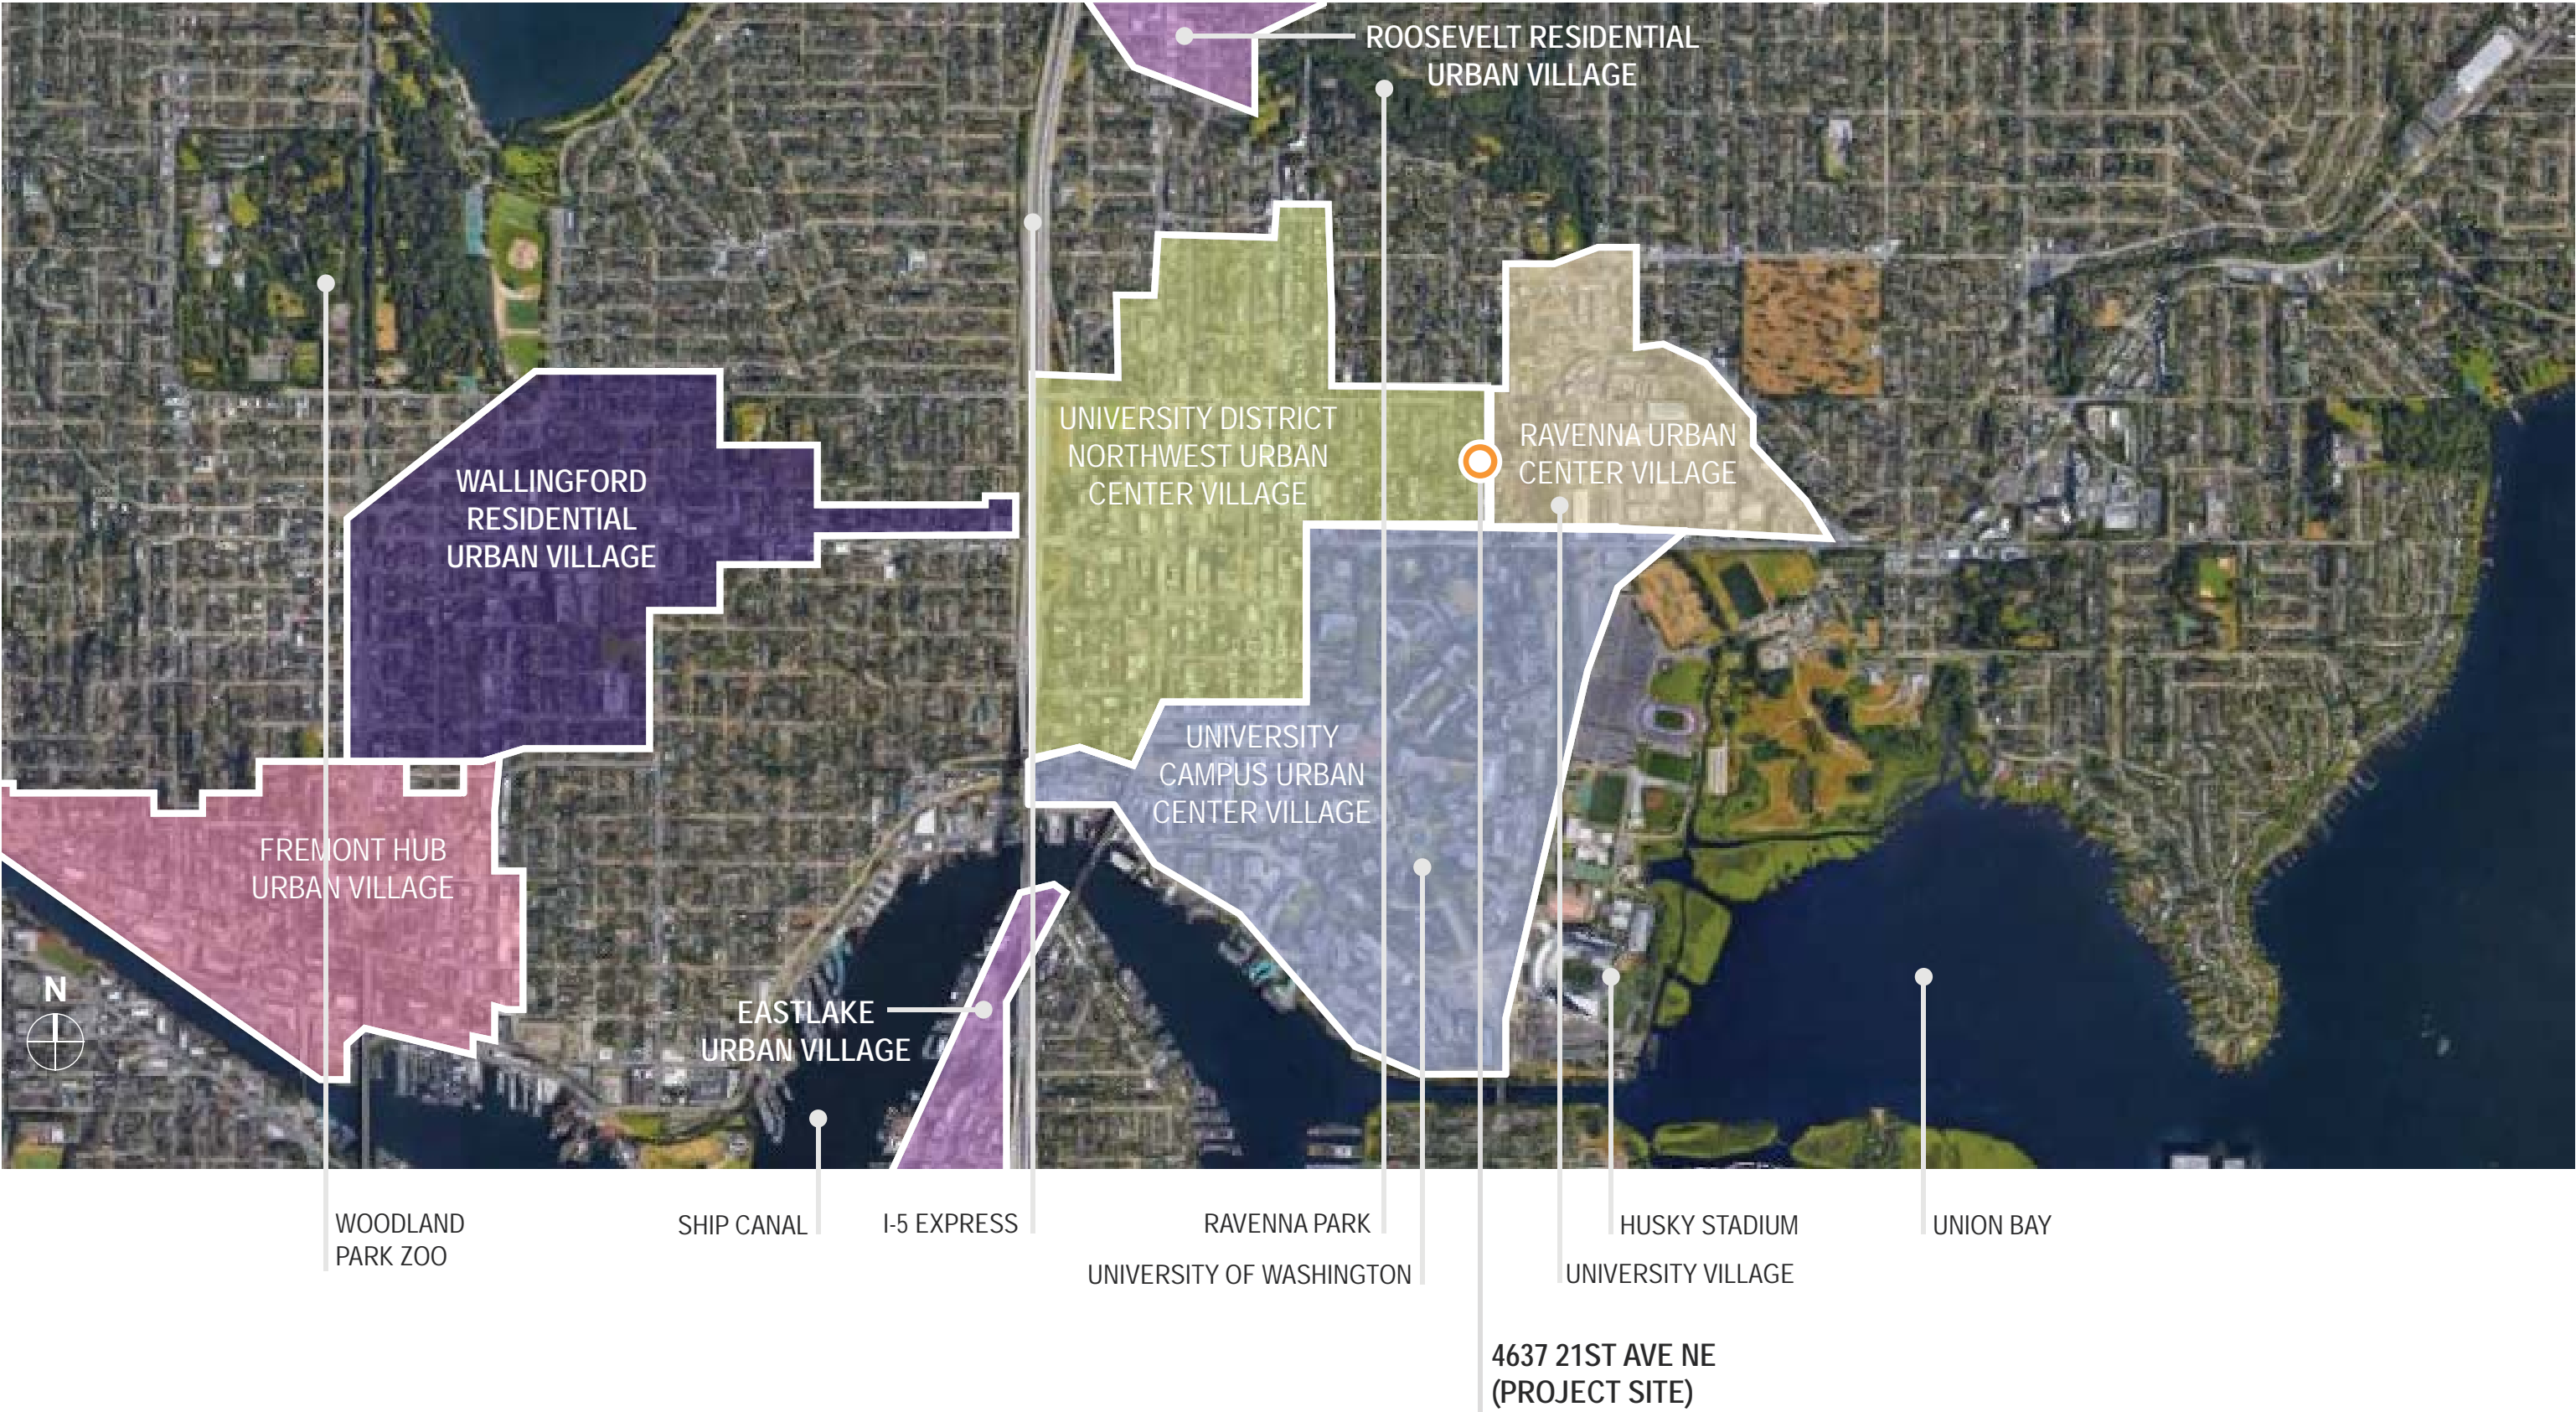 ROOSEVELT RESIDENTIAL
URBAN VILLAGE
UNIVERSITY DISTRICT
NORTHWEST URBAN
CENTER VILLAGE
RAVENNA URBAN
CENTER VILLAGE
WALLINGFORD
RESIDENTIAL
URBAN VILLAGE
UNIVERSITY
CAMPUS URBAN
CENTER VILLAGE
FREMONT HUB
URBAN VILLAGE
N
EASTLAKE
URBAN VILLAGE
WOODLAND
PARK ZOO
SHIP CANAL
I-5 EXPRESS
RAVENNA PARK
HUSKY STADIUM
UNION BAY
UNIVERSITY OF WASHINGTON
UNIVERSITY VILLAGE
4637 21ST AVE NE
(PROJECT SITE)